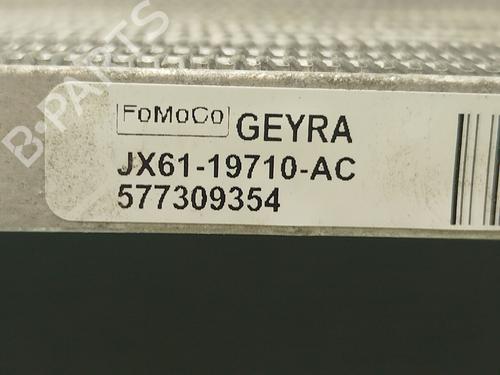 B-PARTS
FoMoCo GEYRA
JX61-19710-AC
577309354